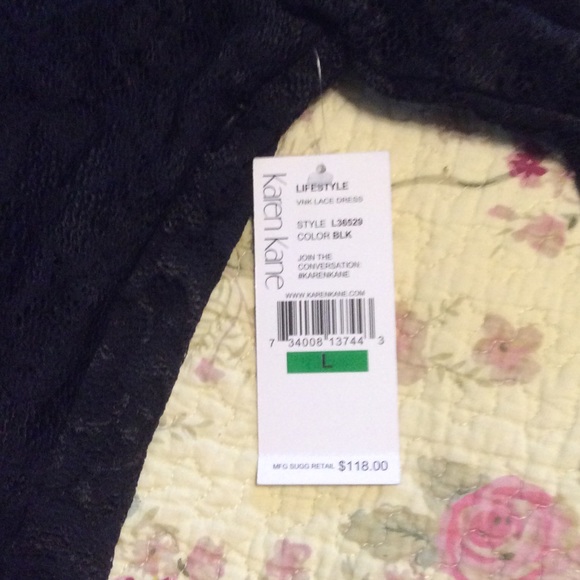 Karen Kane
LIFESTYLE
VNK LACE DRESS
STYLE L36529
COLOR BLK
JOIN THE
CONVERSATION:
#KARENKANE
WWW.KARENKANE.COM
7 34008 13744 3
L
MFG SUGG RETAIL $118.00